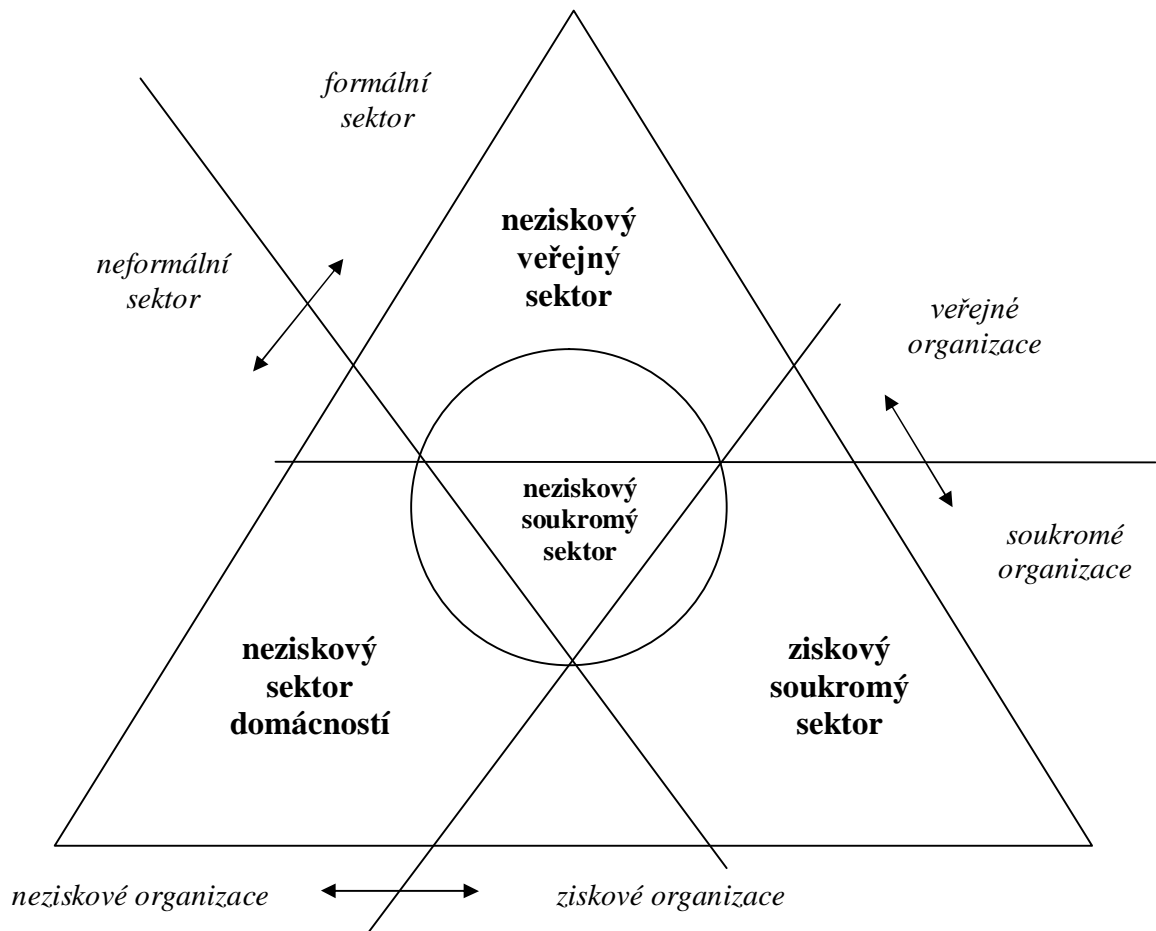 formální
sektor
neziskový
veřejný
sektor
neformální
sektor
veřejné
organizace
neziskový
soukromý
sektor
soukromé
organizace
neziskový
sektor
domácností
ziskový
soukromý
sektor
neziskové organizace
ziskové organizace